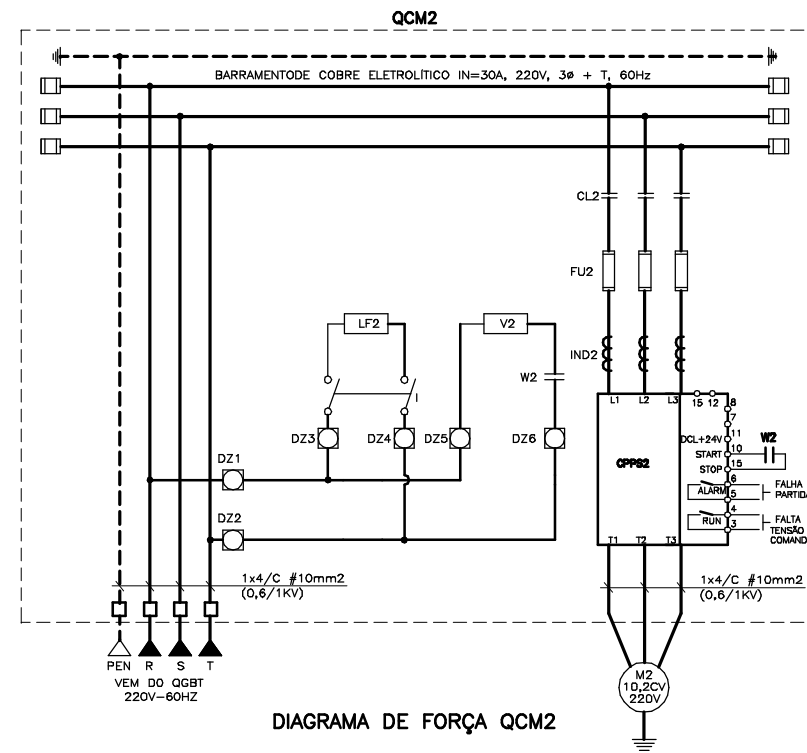 QCM2
BARRAMENTODE COBRE ELETROLÍTICO IN=30A, 220V, 3ø + T, 60Hz
CL2
FU2
LF2
V2
IND2
W2
L1 L2 L3 15 12 8
7
DCL+24V 11
START 10 W2
STOP 15
DZ3 DZ4 DZ5 DZ6
CPPS2
DZ1
ALARM 6 FALHA
5 PARTIDA
RUN 4 FALTA
3 TENSÃO
COMAND
DZ2
T1 T2 T3
1x4/C #10mm2
(0,6/1KV)
1x4/C #10mm2
(0,6/1KV)
PEN R S T
VEM DO QGBT
220V-60HZ
M2
10,2CV
220V
DIAGRAMA DE FORÇA QCM2